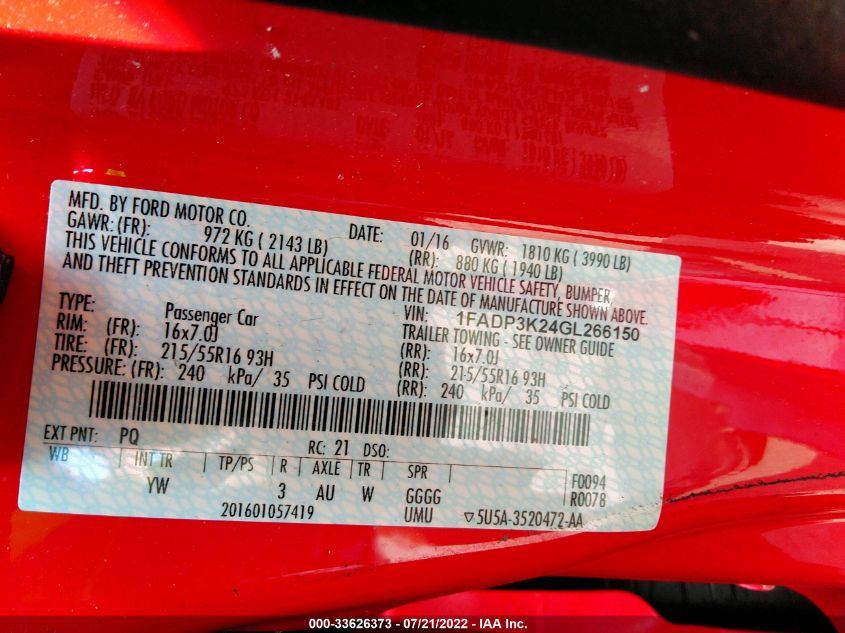 MFD. BY FORD MOTOR CO. DATE: 01/16 GVWR: 1810 KG ( 3990 LB)
GAWR: (FR): 972 KG ( 2143 LB) (RR): 880 KG ( 1940 LB)
THIS VEHICLE CONFORMS TO ALL APPLICABLE FEDERAL MOTOR VEHICLE SAFETY, BUMPER,
AND THEFT PREVENTION STANDARDS IN EFFECT ON THE DATE OF MANUFACTURE SHOWN ABOVE.
VIN: 1FADP3K24GL266150
TYPE: Passenger Car TRAILER TOWING - SEE OWNER GUIDE
RIM: (FR): 16x7.0J (RR): 16x7.0J
TIRE: (FR): 215/55R16 93H (RR): 215/55R16 93H
PRESSURE: (FR): 240 kPa/ 35 PSI COLD (RR): 240 kPa/ 35 PSI COLD
EXT PNT: PQ RC: 21 DSO:
WB INT TR TP/PS R AXLE TR SPR F0094
YW 3 AU W GGGG R0078
201601057419 UMU ▽5U5A-3520472-AA
000-33626373 - 07/21/2022 - IAA Inc.